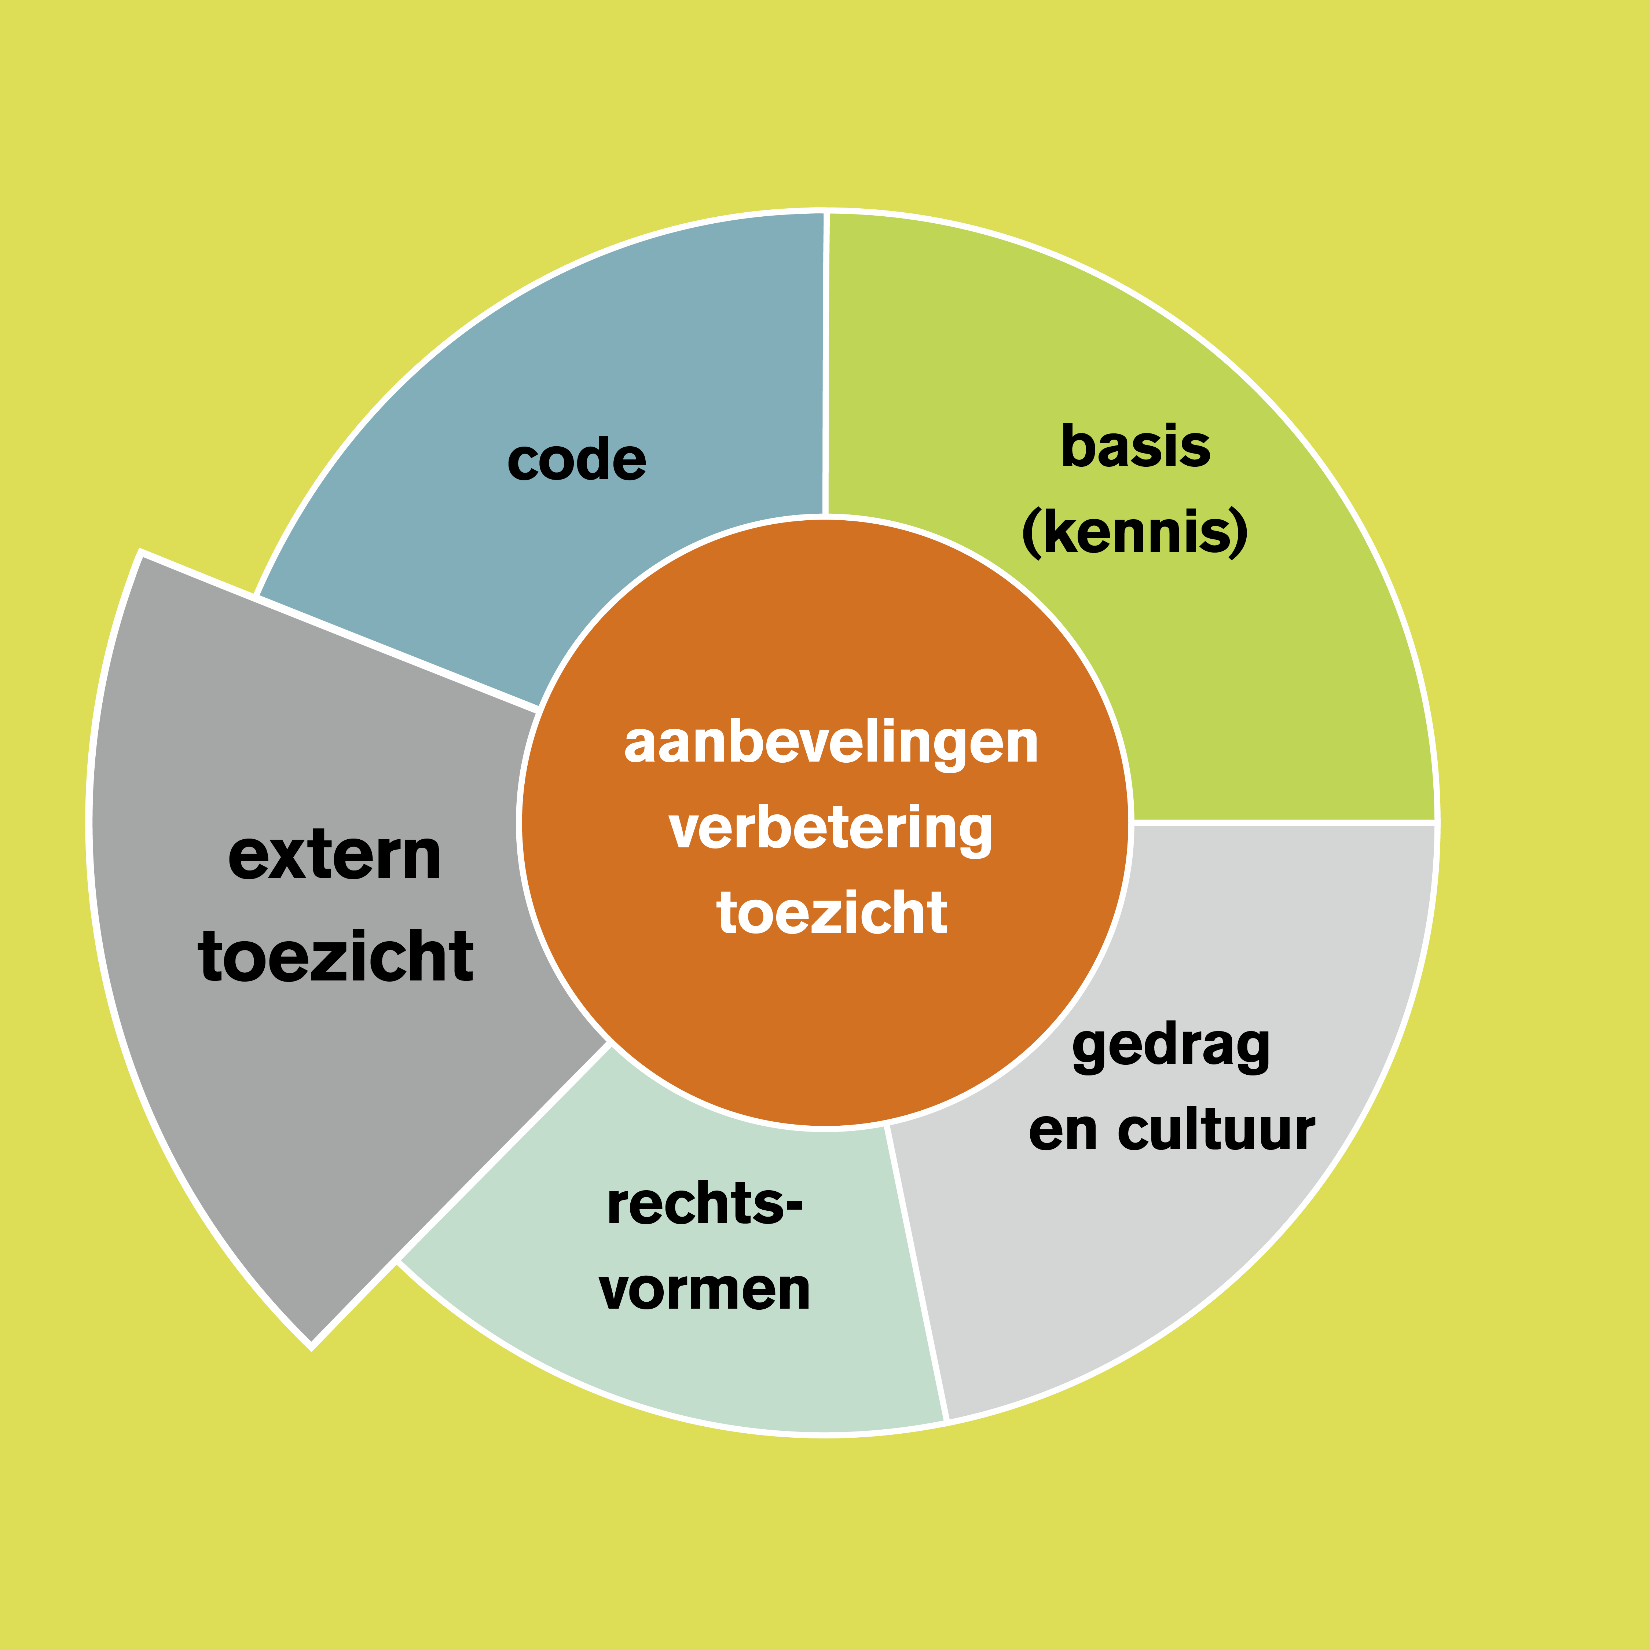 code
basis
(kennis)
aanbevelingen
verbetering
toezicht
extern
toezicht
gedrag
en cultuur
rechts-
vormen